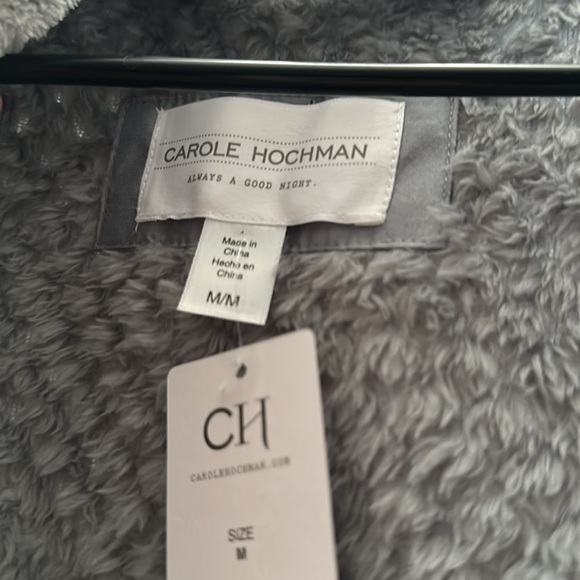 CAROLE HOCHMAN
ALWAYS A GOOD NIGHT.
Made in
China
Hecho en
China
M/M
CH
CAROLEHOCHMAN.COM
SIZE
M